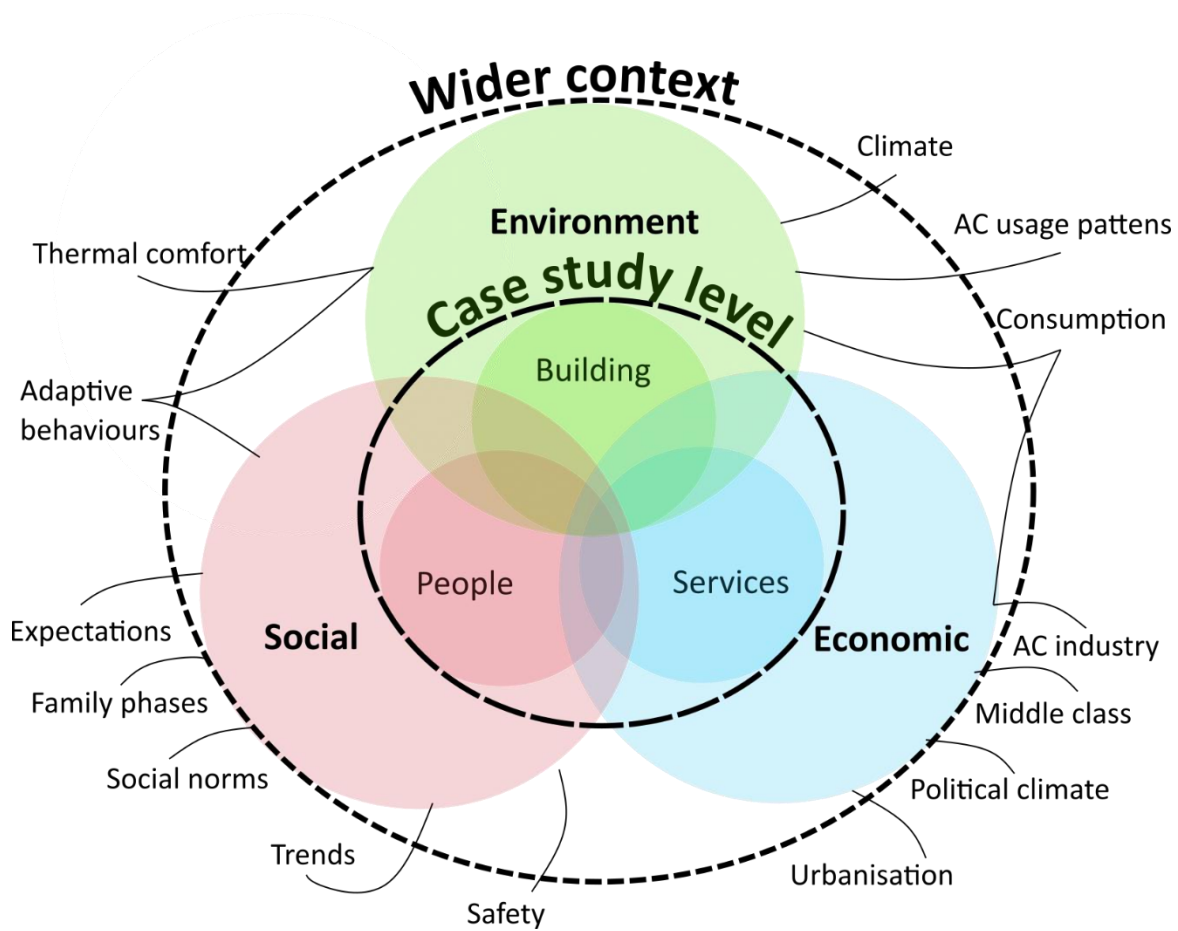 Wider context
Climate
Environment
AC usage pattens
Thermal comfort
Case study level
Consumption
Building
Adaptive
behaviours
People
Services
Expectations
Social
Economic
AC industry
Family phases
Middle class
Social norms
Political climate
Trends
Urbanisation
Safety